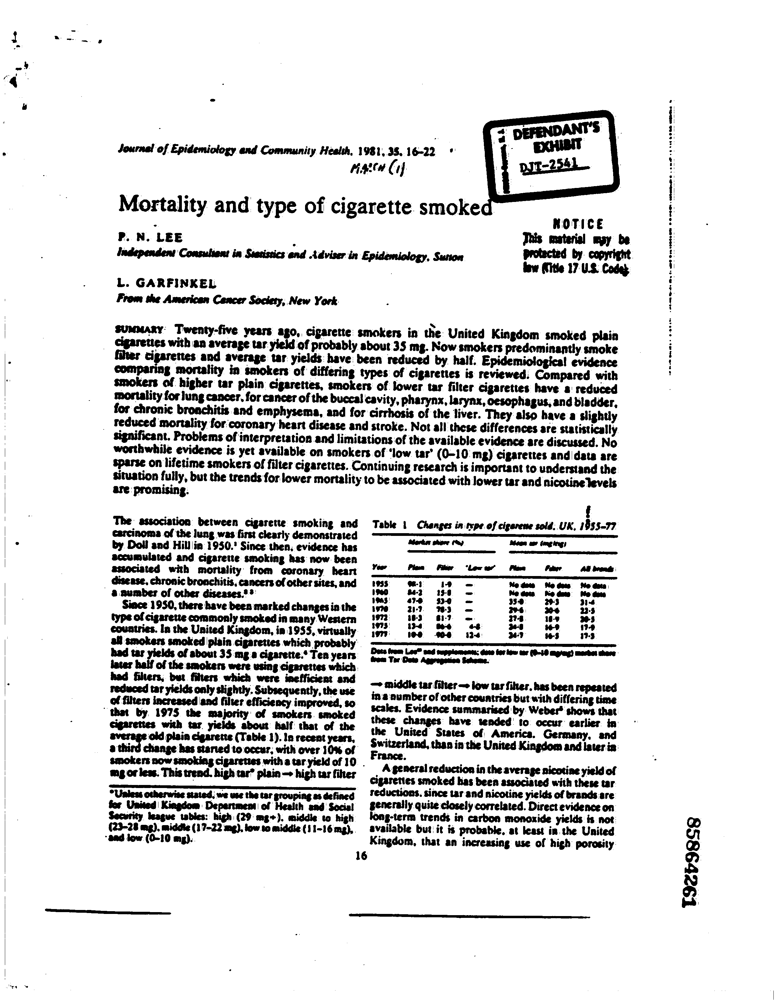 DEFENDANT'S
EXHIBIT
DJT-2541
Journal of Epidemiology and Community Health, 1981, 35, 16–22
MARCH (1)
Mortality and type of cigarette smoked
P. N. LEE
Independent Consultant in Statistics and Adviser in Epidemiology, Sutton
L. GARFINKEL
From the American Cancer Society, New York
NOTICE
This material may be
protected by copyright
law (Title 17 U.S. Code).
SUMMARY Twenty-five years ago, cigarette smokers in the United Kingdom smoked plain
cigarettes with an average tar yield of probably about 35 mg. Now smokers predominantly smoke
filter cigarettes and average tar yields have been reduced by half. Epidemiological evidence
comparing mortality in smokers of differing types of cigarettes is reviewed. Compared with
smokers of higher tar plain cigarettes, smokers of lower tar filter cigarettes have a reduced
mortality for lung cancer, for cancer of the buccal cavity, pharynx, larynx, oesophagus, and bladder,
for chronic bronchitis and emphysema, and for cirrhosis of the liver. They also have a slightly
reduced mortality for coronary heart disease and stroke. Not all these differences are statistically
significant. Problems of interpretation and limitations of the available evidence are discussed. No
worthwhile evidence is yet available on smokers of 'low tar' (0–10 mg) cigarettes and data are
sparse on lifetime smokers of filter cigarettes. Continuing research is important to understand the
situation fully, but the trends for lower mortality to be associated with lower tar and nicotine levels
are promising.
The association between cigarette smoking and
carcinoma of the lung was first clearly demonstrated
by Doll and Hill in 1950.¹ Since then, evidence has
accumulated and cigarette smoking has now been
associated with mortality from coronary heart
disease, chronic bronchitis, cancers of other sites, and
a number of other diseases.
Since 1950, there have been marked changes in the
type of cigarette commonly smoked in many Western
countries. In the United Kingdom, in 1955, virtually
all smokers smoked plain cigarettes which probably
had tar yields of about 35 mg a cigarette.* Ten years
later half of the smokers were using cigarettes which
had filters, but filters which were inefficient and
reduced tar yields only slightly. Subsequently, the use
of filters increased and filter efficiency improved, so
that by 1975 the majority of smokers smoked
cigarettes with tar yields about half that of the
average old plain cigarette (Table 1). In recent years,
a third change has started to occur, with over 10% of
smokers now smoking cigarettes with a tar yield of 10
mg or less. This trend, high tar* plain → high tar filter
*Unless otherwise stated, we use the tar grouping as defined
for United Kingdom Department of Health and Social
Security league tables: high (29 mg+), middle to high
(23–28 mg), middle (17–22 mg), low to middle (11–16 mg),
and low (0–10 mg).
Table 1 Changes in type of cigarette sold, UK, 1955–77
Market share (%) Mean tar (mg/cig)
Year Plain Filter 'Low tar' Plain Filter All brands
1955 98·1 1·9 — No data No data No data
1960 84·2 15·8 — No data No data No data
1965 47·0 53·0 — 35·0 29·3 31·4
1970 21·7 78·3 — 29·6 20·6 22·5
1972 18·3 81·7 — 27·8 18·9 20·5
1975 13·4 86·6 4·8 24·8 16·9 17·9
1977 10·0 90·0 12·4 24·7 16·5 17·3
Data from Lee and supplements; data for low tar (0–10 mg/cig) market share
from Tar Data Aggregation Scheme.
→ middle tar filter → low tar filter, has been repeated
in a number of other countries but with differing time
scales. Evidence summarised by Weber shows that
these changes have tended to occur earlier in
the United States of America, Germany, and
Switzerland, than in the United Kingdom and later in
France.
A general reduction in the average nicotine yield of
cigarettes smoked has been associated with these tar
reductions, since tar and nicotine yields of brands are
generally quite closely correlated. Direct evidence on
long-term trends in carbon monoxide yields is not
available but it is probable, at least in the United
Kingdom, that an increasing use of high porosity
16
85864261